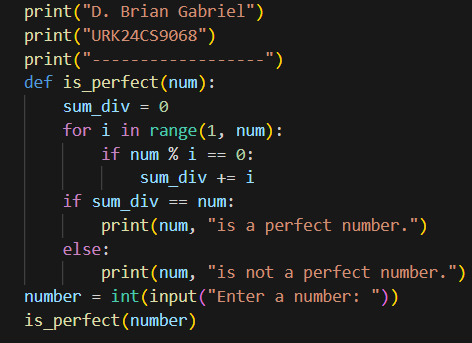 print("D. Brian Gabriel")
print("URK24CS9068")
print("------------------")
def is_perfect(num):
    sum_div = 0
    for i in range(1, num):
        if num % i == 0:
            sum_div += i
    if sum_div == num:
        print(num, "is a perfect number.")
    else:
        print(num, "is not a perfect number.")
number = int(input("Enter a number: "))
is_perfect(number)